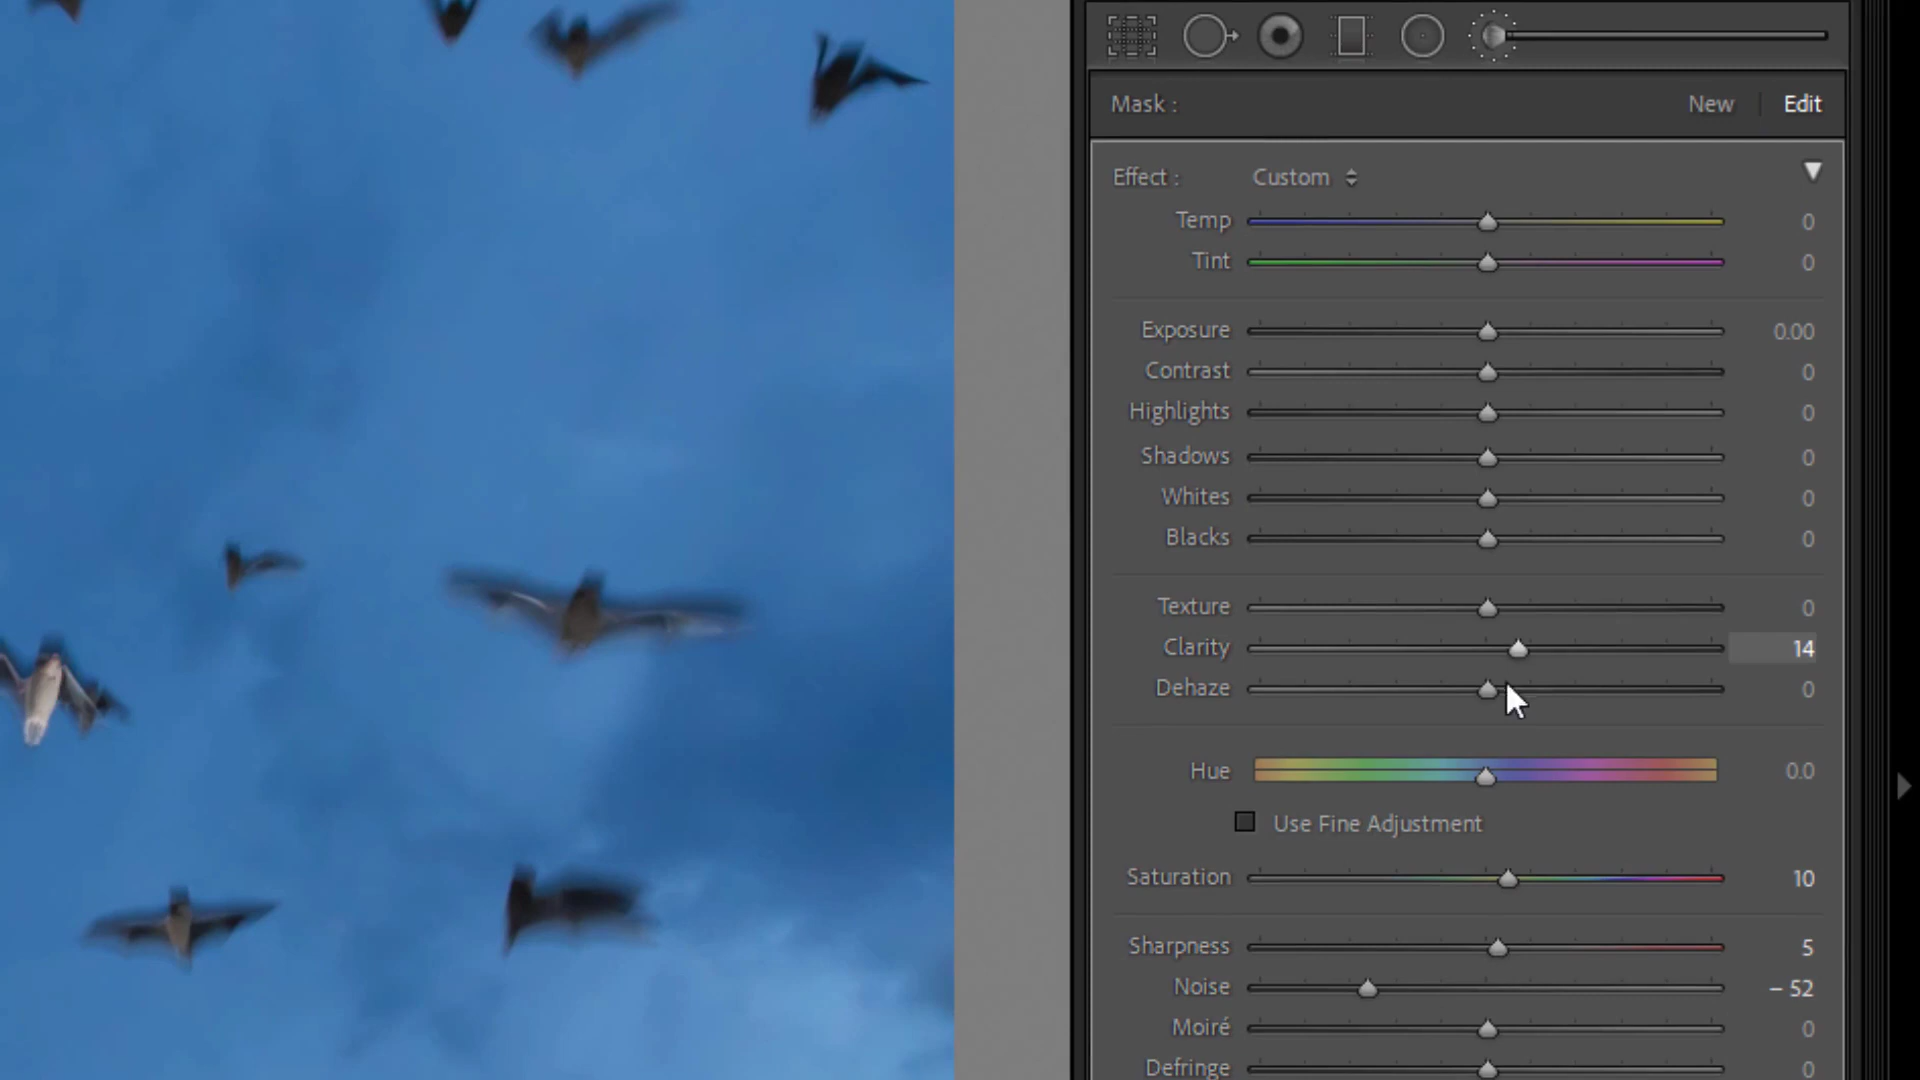 Mask : New Edit
Effect : Custom
Temp 0
Tint 0
Exposure 0.00
Contrast 0
Highlights 0
Shadows 0
Whites 0
Blacks 0
Texture 0
Clarity 14
Dehaze 0
Hue 0.0
Use Fine Adjustment
Saturation 10
Sharpness 5
Noise – 52
Moiré 0
Defringe 0